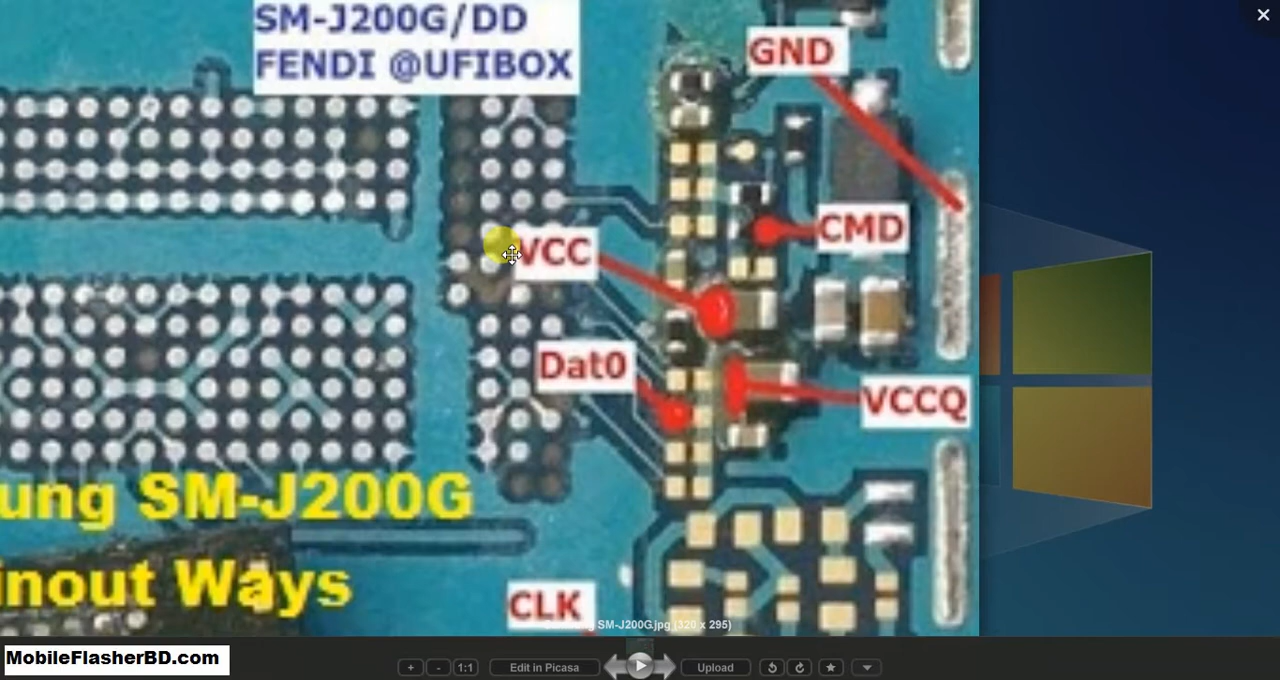 SM-J200G/DD
FENDI @UFIBOX
GND
CMD
VCC
Dat0
VCCQ
ung SM-J200G
inout Ways
CLK
SM-J200G.jpg (320 x 295)
MobileFlasherBD.com
+ - 1:1 Edit in Picasa Upload